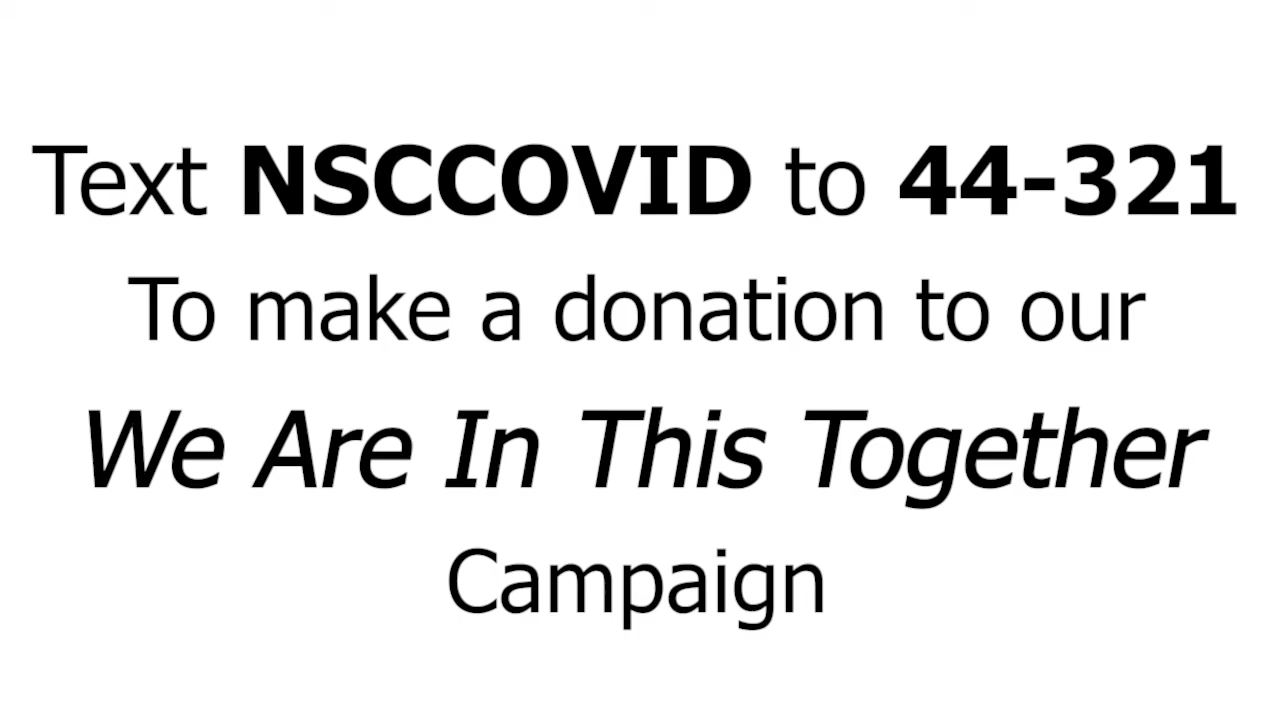 Text NSCCOVID to 44-321
To make a donation to our
We Are In This Together
Campaign